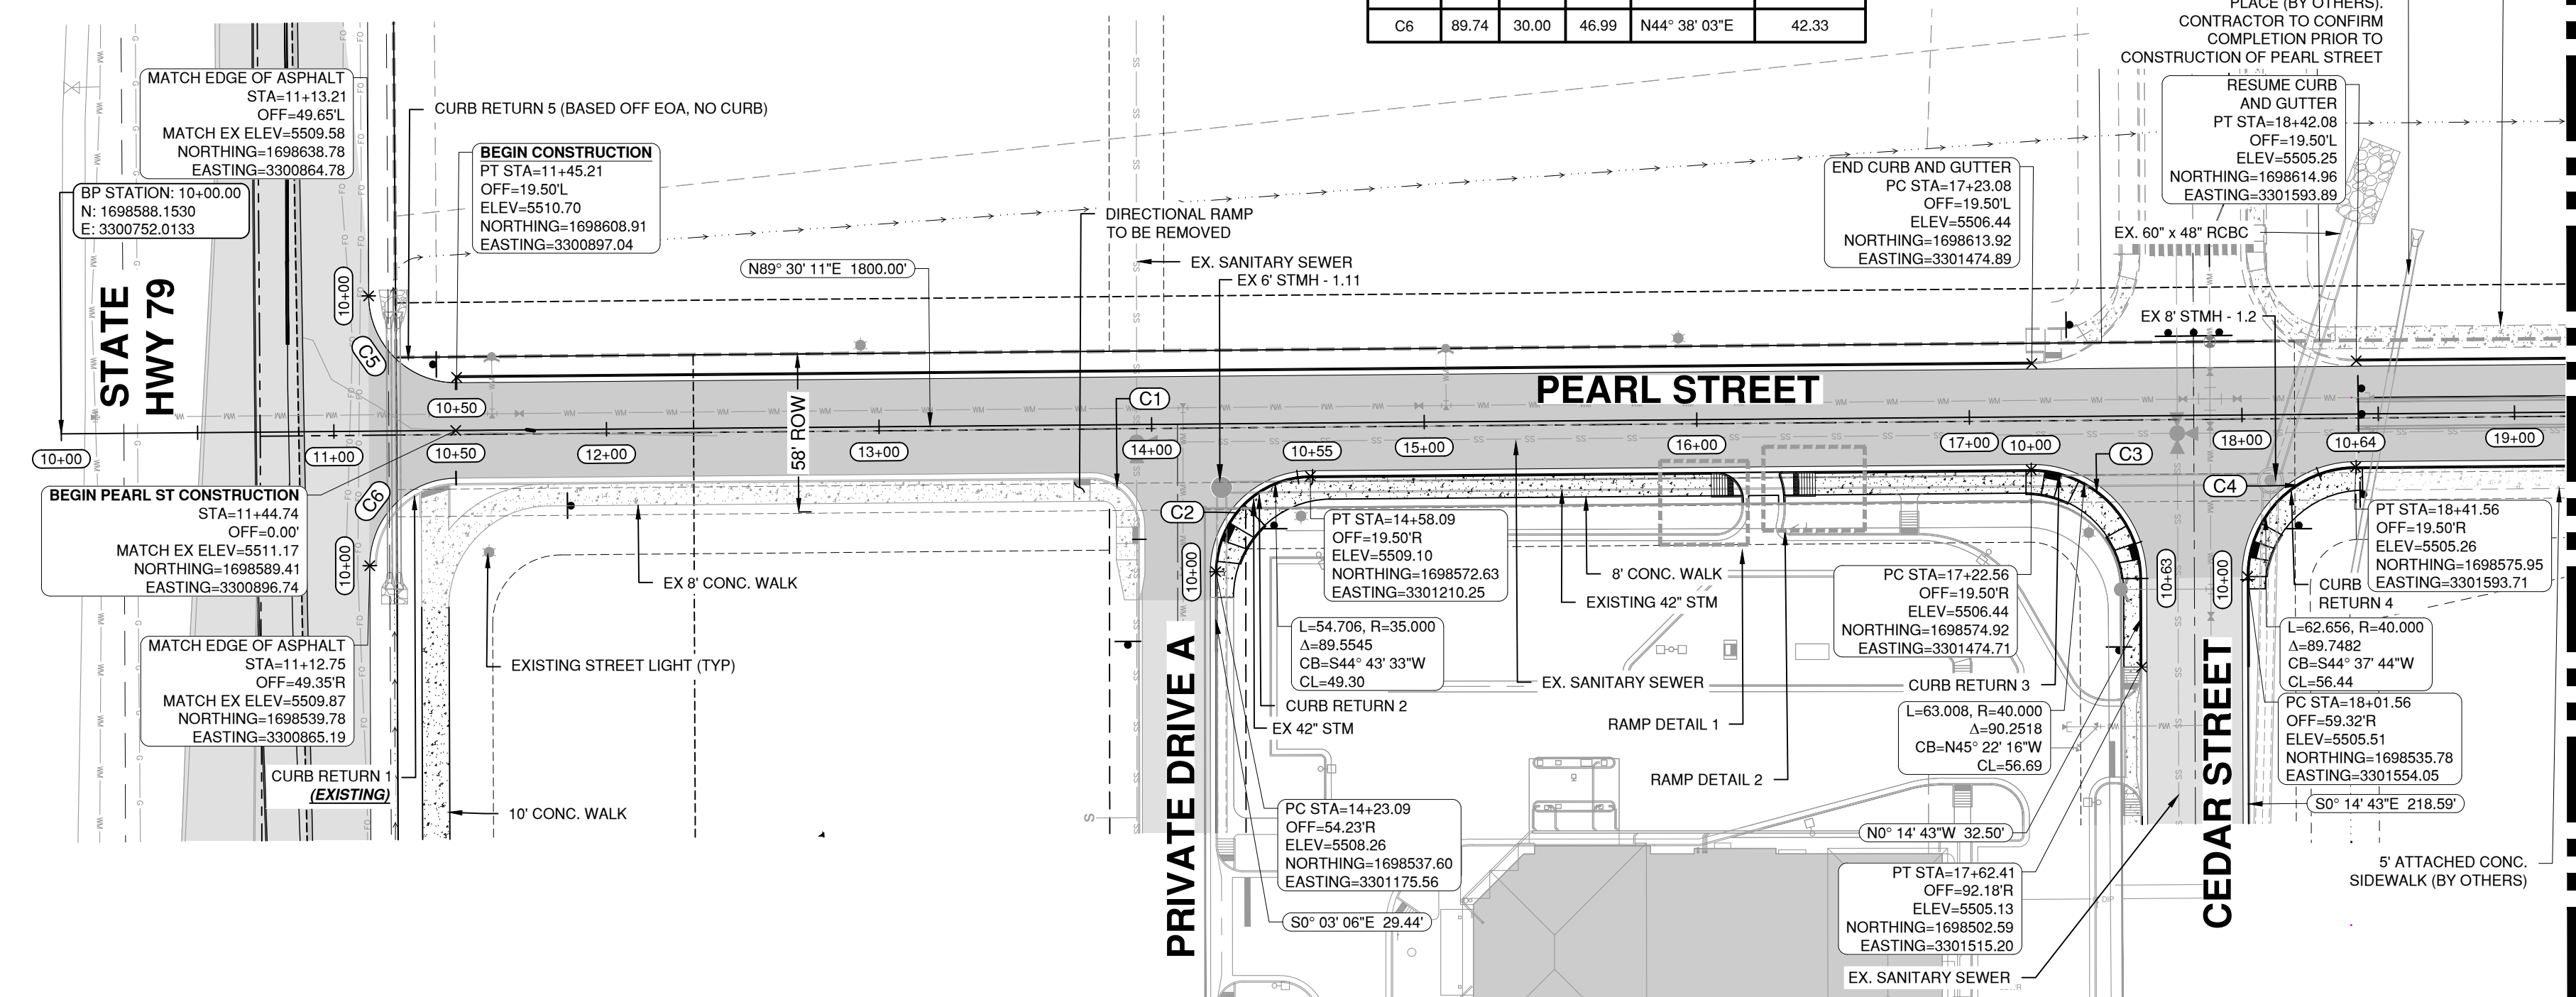 C6 89.74 30.00 46.99 N44° 38' 03"E 42.33
PLACE (BY OTHERS).
CONTRACTOR TO CONFIRM
COMPLETION PRIOR TO
CONSTRUCTION OF PEARL STREET
MATCH EDGE OF ASPHALT
STA=11+13.21
OFF=49.65'L
MATCH EX ELEV=5509.58
NORTHING=1698638.78
EASTING=3300864.78
BP STATION: 10+00.00
N: 1698588.1530
E: 3300752.0133
CURB RETURN 5 (BASED OFF EOA, NO CURB)
BEGIN CONSTRUCTION
PT STA=11+45.21
OFF=19.50'L
ELEV=5510.70
NORTHING=1698608.91
EASTING=3300897.04
N89° 30' 11"E 1800.00'
DIRECTIONAL RAMP
TO BE REMOVED
EX. SANITARY SEWER
EX 6' STMH - 1.11
END CURB AND GUTTER
PC STA=17+23.08
OFF=19.50'L
ELEV=5506.44
NORTHING=1698613.92
EASTING=3301474.89
RESUME CURB
AND GUTTER
PT STA=18+42.08
OFF=19.50'L
ELEV=5505.25
NORTHING=1698614.96
EASTING=3301593.89
EX. 60" x 48" RCBC
EX 8' STMH - 1.2
STATE
HWY 79
10+00
C5
10+50
58' ROW
C1
PEARL STREET
10+00
11+00
10+50
12+00
13+00
14+00
10+55
15+00
16+00
17+00
10+00
C3
18+00
10+64
19+00
C6
10+00
C2
10+00
C4
10+63
10+00
BEGIN PEARL ST CONSTRUCTION
STA=11+44.74
OFF=0.00'
MATCH EX ELEV=5511.17
NORTHING=1698589.41
EASTING=3300896.74
MATCH EDGE OF ASPHALT
STA=11+12.75
OFF=49.35'R
MATCH EX ELEV=5509.87
NORTHING=1698539.78
EASTING=3300865.19
CURB RETURN 1
(EXISTING)
10' CONC. WALK
EXISTING STREET LIGHT (TYP)
EX 8' CONC. WALK
PRIVATE DRIVE A
PT STA=14+58.09
OFF=19.50'R
ELEV=5509.10
NORTHING=1698572.63
EASTING=3301210.25
L=54.706, R=35.000
Δ=89.5545
CB=S44° 43' 33"W
CL=49.30
CURB RETURN 2
EX 42" STM
PC STA=14+23.09
OFF=54.23'R
ELEV=5508.26
NORTHING=1698537.60
EASTING=3301175.56
S0° 03' 06"E 29.44'
8' CONC. WALK
EXISTING 42" STM
EX. SANITARY SEWER
RAMP DETAIL 1
RAMP DETAIL 2
PC STA=17+22.56
OFF=19.50'R
ELEV=5506.44
NORTHING=1698574.92
EASTING=3301474.71
CURB RETURN 3
L=63.008, R=40.000
Δ=90.2518
CB=N45° 22' 16"W
CL=56.69
N0° 14' 43"W 32.50'
PT STA=17+62.41
OFF=92.18'R
ELEV=5505.13
NORTHING=1698502.59
EASTING=3301515.20
EX. SANITARY SEWER
CEDAR STREET
PT STA=18+41.56
OFF=19.50'R
ELEV=5505.26
NORTHING=1698575.95
EASTING=3301593.71
CURB
RETURN 4
L=62.656, R=40.000
Δ=89.7482
CB=S44° 37' 44"W
CL=56.44
PC STA=18+01.56
OFF=59.32'R
ELEV=5505.51
NORTHING=1698535.78
EASTING=3301554.05
S0° 14' 43"E 218.59'
5' ATTACHED CONC.
SIDEWALK (BY OTHERS)